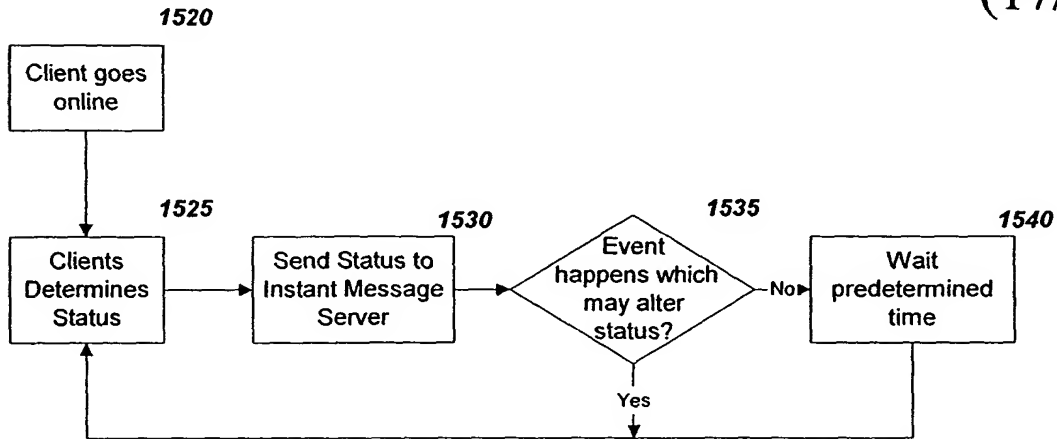 1520
Client goes
online
1525
Clients
Determines
Status
1530
Send Status to
Instant Message
Server
1535
Event
happens which
may alter
status?
No
1540
Wait
predetermined
time
Yes